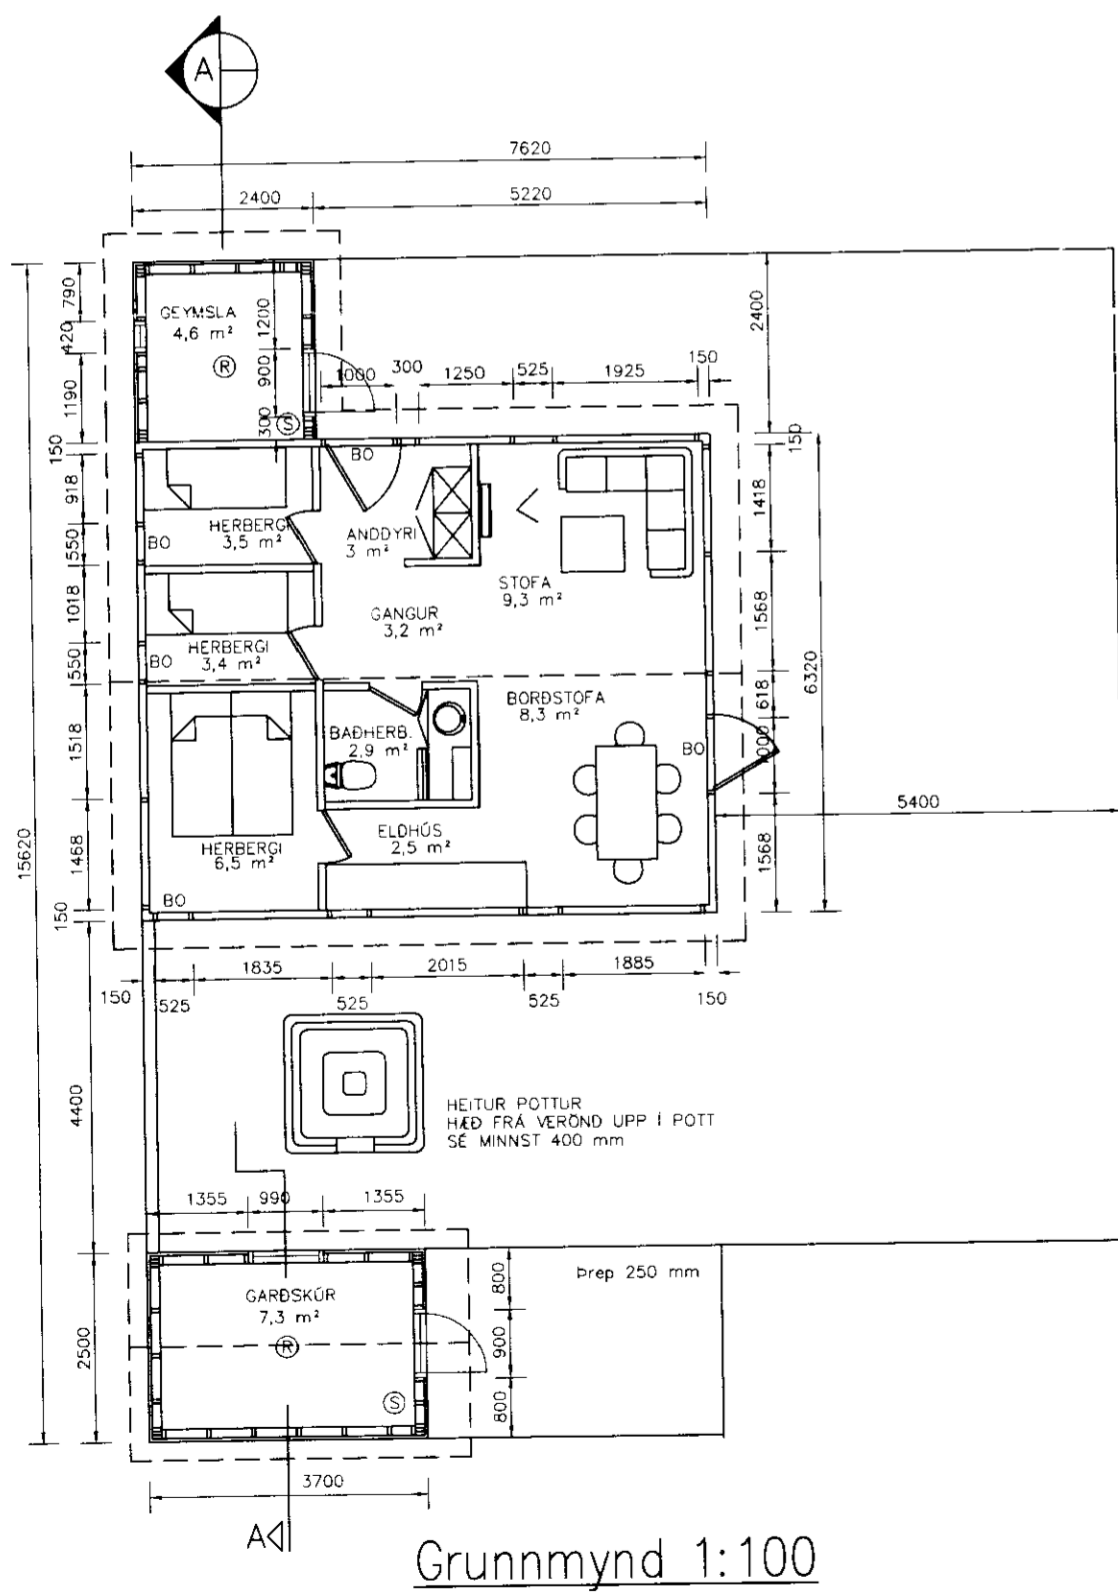 A
7620
2400
5220
790
420
1190
150
918
550
1018
550
1518
1468
150
15620
4400
2500
GEYMSLA
4,6 m²
R
S
1200
900
300
1000
300
1250
525
1925
150
2400
150
BO
HERBERGI
3,5 m²
BO
ANDDYRI
3 m²
STOFA
9,3 m²
GANGUR
3,2 m²
HERBERGI
3,4 m²
BO
BORÐSTOFA
8,3 m²
BAÐHERB.
2,9 m²
BO
ELDHÚS
2,5 m²
HERBERGI
6,5 m²
BO
1418
1568
618
1000
1568
6320
5400
150
525
1835
525
2015
525
1885
150
HEITUR POTTUR
HÆÐ FRÁ VERÖND UPP Í POTT
SÉ MINNST 400 mm
1355
990
1355
GARÐSKÚR
7,3 m²
R
S
800
900
800
Þrep 250 mm
3700
A
Grunnmynd 1:100